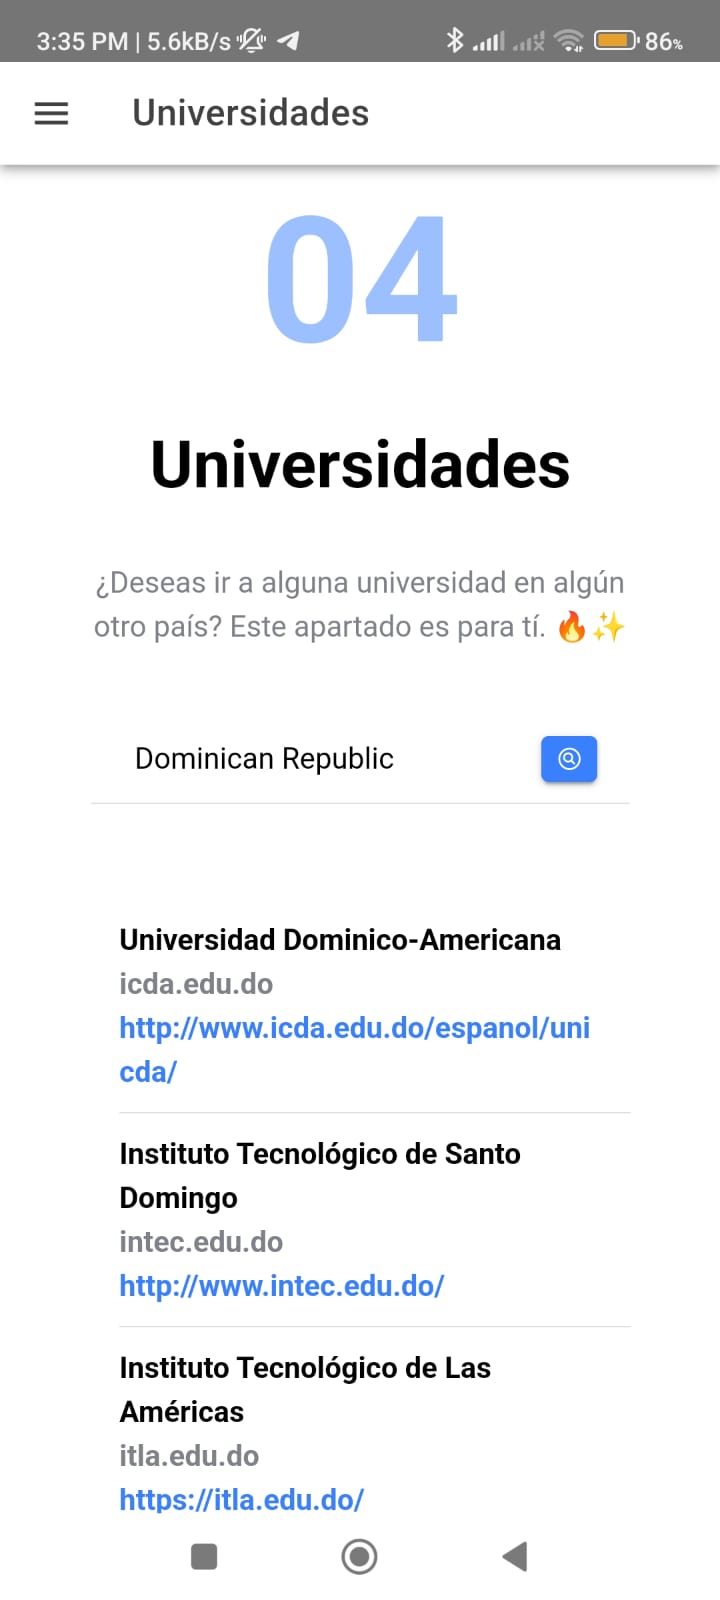 3:35 PM | 5.6kB/s 86%
Universidades
04
Universidades
¿Deseas ir a alguna universidad en algún
otro país? Este apartado es para tí. 🔥✨
Dominican Republic
Universidad Dominico-Americana
icda.edu.do
http://www.icda.edu.do/espanol/uni
cda/
Instituto Tecnológico de Santo
Domingo
intec.edu.do
http://www.intec.edu.do/
Instituto Tecnológico de Las
Américas
itla.edu.do
https://itla.edu.do/